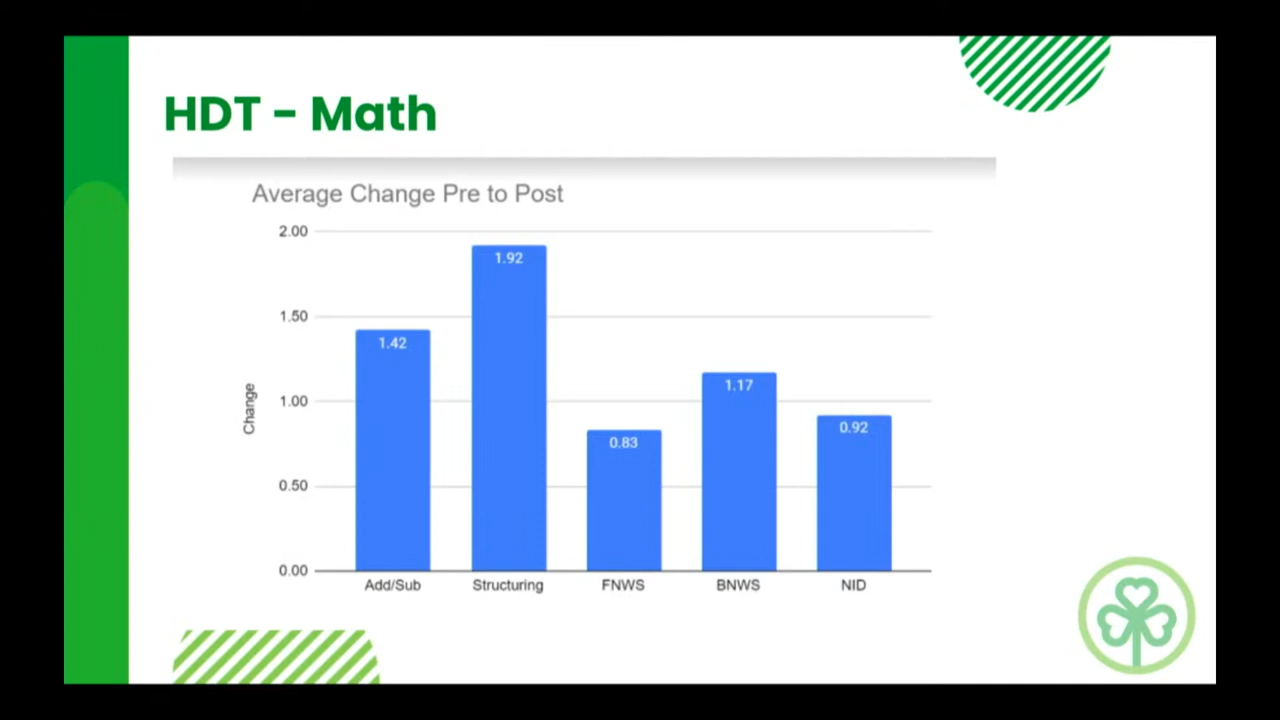 HDT - Math
Average Change Pre to Post
2.00
1.50
1.00
0.50
0.00
Change
1.42
1.92
0.83
1.17
0.92
Add/Sub Structuring FNWS BNWS NID